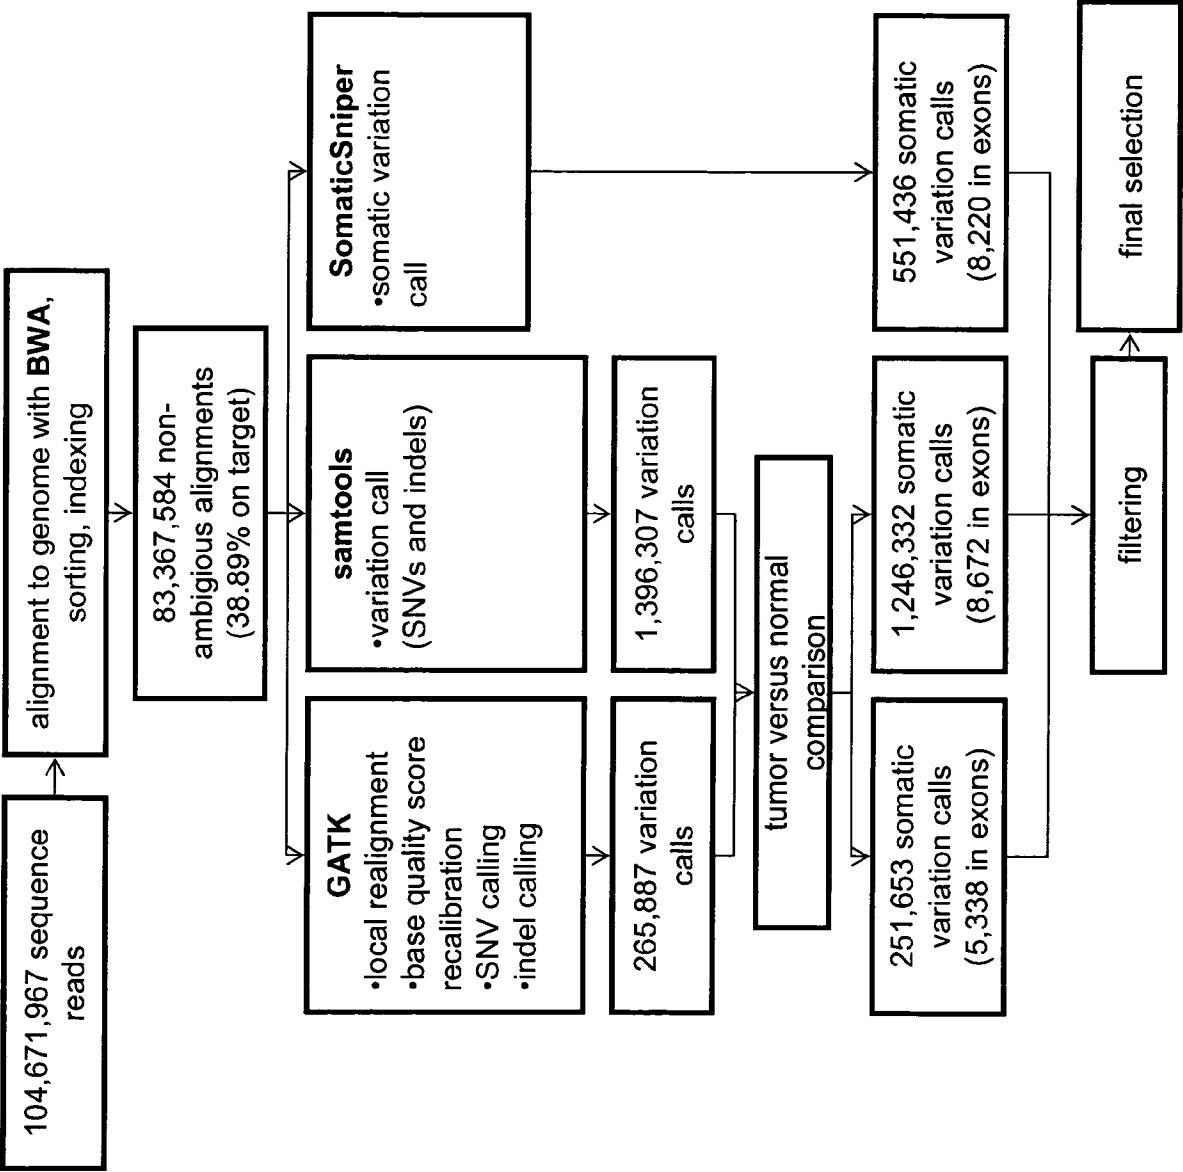 104,671,967 sequence
reads
alignment to genome with BWA,
sorting, indexing
83,367,584 non-
ambigious alignments
(38.89% on target)
GATK
•local realignment
•base quality score
recalibration
•SNV calling
•indel calling
samtools
•variation call
(SNVs and indels)
SomaticSniper
•somatic variation
call
265,887 variation
calls
1,396,307 variation
calls
tumor versus normal
comparison
251,653 somatic
variation calls
(5,338 in exons)
1,246,332 somatic
variation calls
(8,672 in exons)
551,436 somatic
variation calls
(8,220 in exons)
filtering
final selection